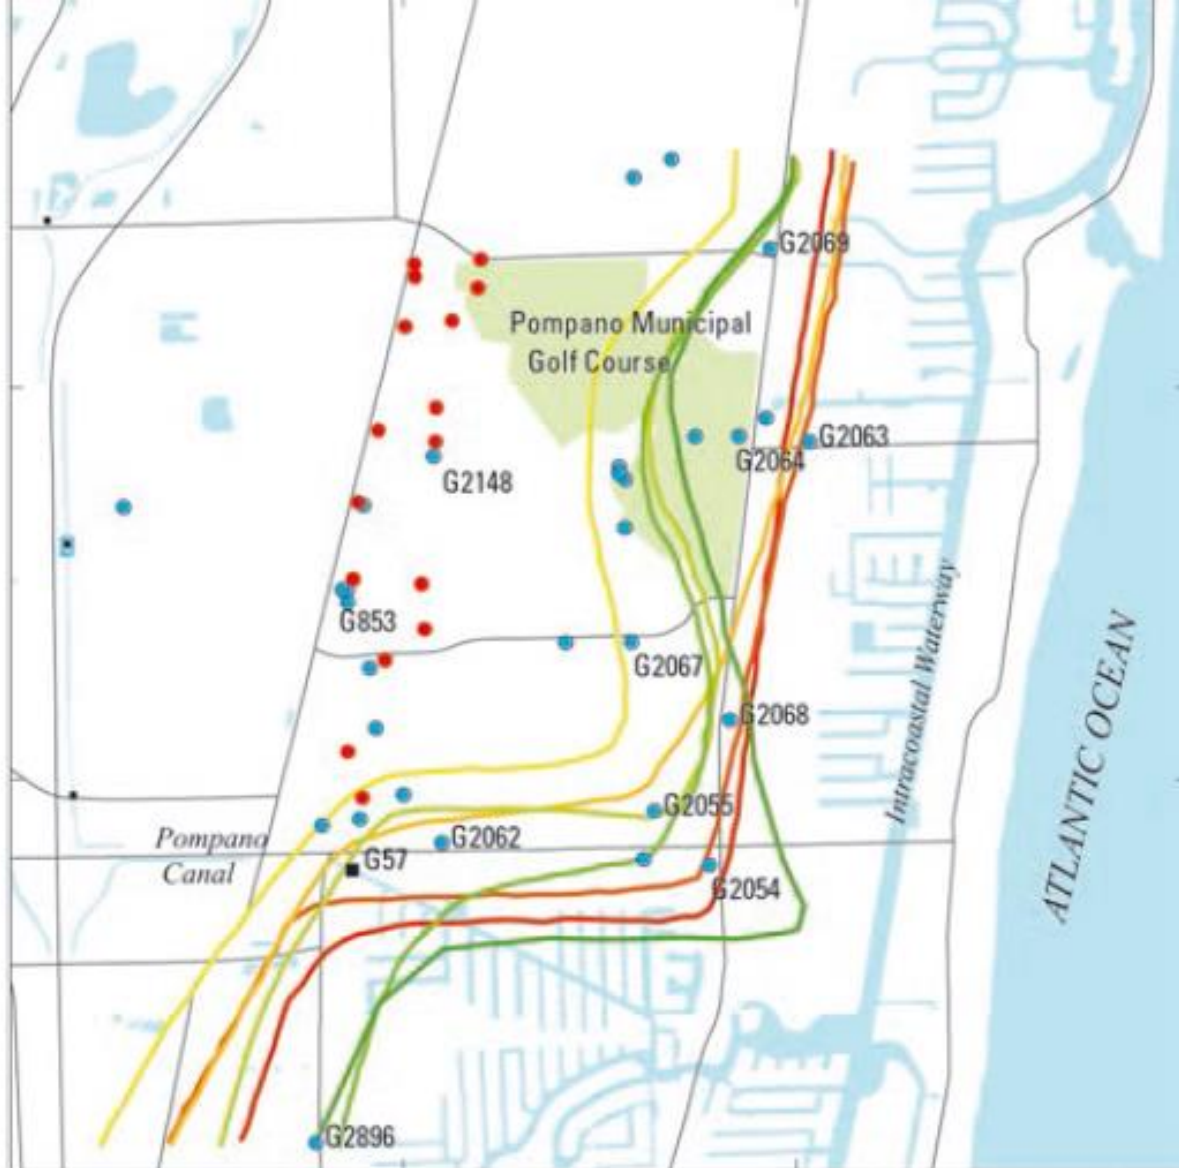 G2069
Pompano Municipal
Golf Course
G2063
G2064
G2148
G853
G2067
G2068
G2055
Pompano
Canal
G2062
G57
G2054
Intracoastal Waterway
ATLANTIC OCEAN
G2896